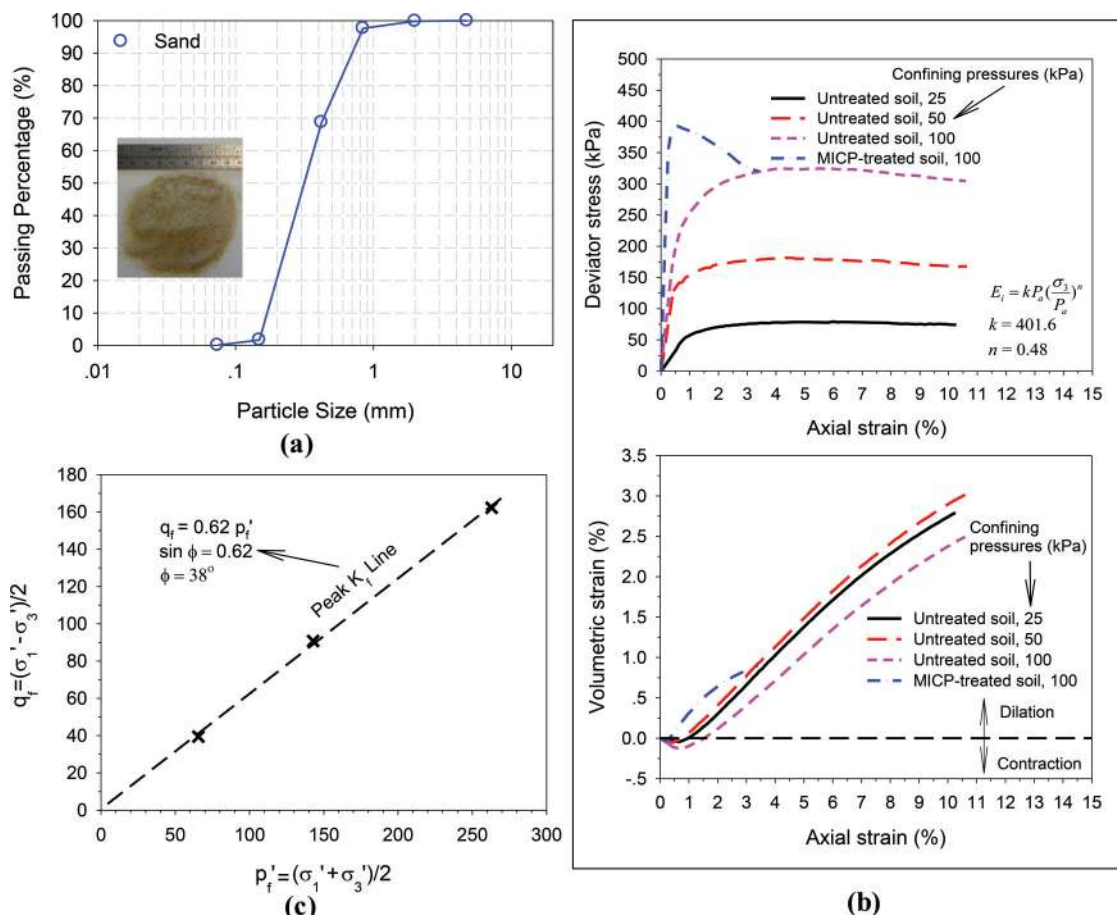 (a)
Passing Percentage (%)
100
90
80
70
60
50
40
30
20
10
0
Sand
.01
.1
1
10
Particle Size (mm)
Deviator stress (kPa)
500
450
400
350
300
250
200
150
100
50
0
Confining pressures (kPa)
Untreated soil, 25
Untreated soil, 50
Untreated soil, 100
MICP-treated soil, 100
E_i = kP_a(σ_3/P_a)^n
k = 401.6
n = 0.48
0 1 2 3 4 5 6 7 8 9 10 11 12 13 14 15
Axial strain (%)
Volumetric strain (%)
3.5
3.0
2.5
2.0
1.5
1.0
.5
0.0
-.5
Confining
pressures (kPa)
Untreated soil, 25
Untreated soil, 50
Untreated soil, 100
MICP-treated soil, 100
Dilation
Contraction
0 1 2 3 4 5 6 7 8 9 10 11 12 13 14 15
Axial strain (%)
(b)
q_f=(σ_1'-σ_3')/2
180
160
140
120
100
80
60
40
20
0
q_f = 0.62 p_f'
sin ϕ = 0.62
ϕ = 38°
Peak K_f Line
0 50 100 150 200 250 300
p_f'=(σ_1'+σ_3')/2
(c)